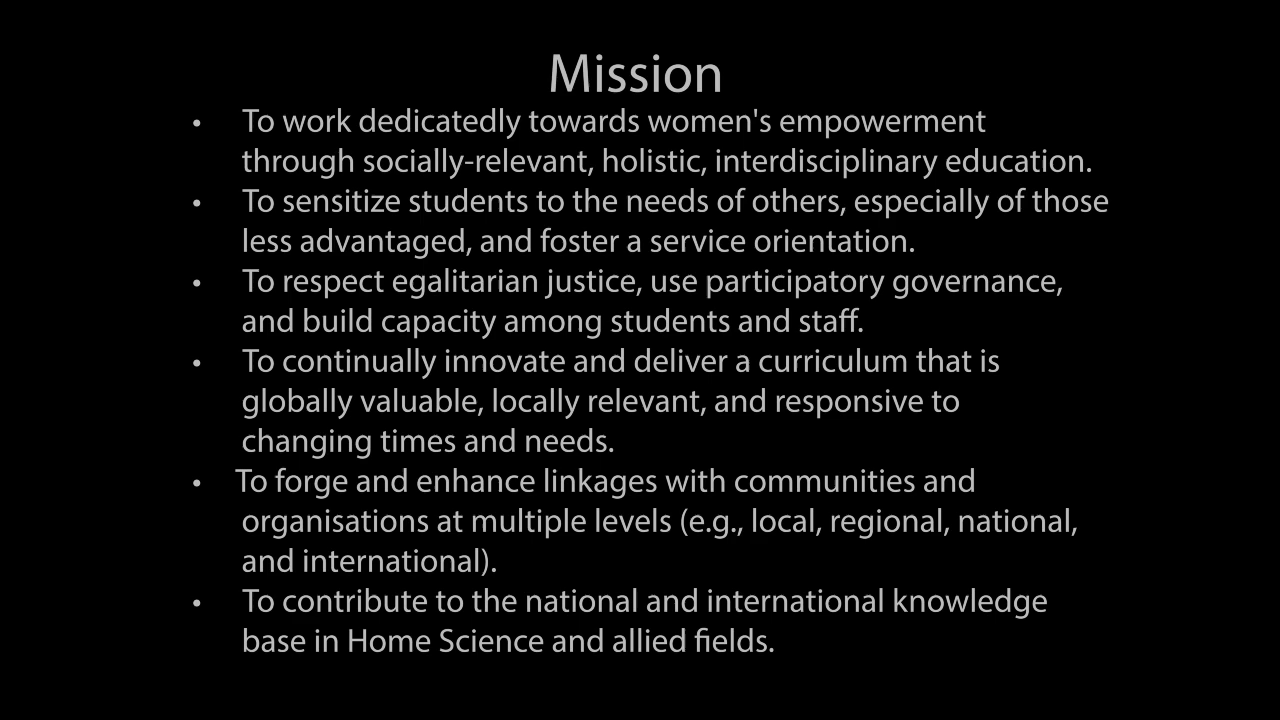 Mission
• To work dedicatedly towards women's empowerment
through socially-relevant, holistic, interdisciplinary education.
• To sensitize students to the needs of others, especially of those
less advantaged, and foster a service orientation.
• To respect egalitarian justice, use participatory governance,
and build capacity among students and staff.
• To continually innovate and deliver a curriculum that is
globally valuable, locally relevant, and responsive to
changing times and needs.
• To forge and enhance linkages with communities and
organisations at multiple levels (e.g., local, regional, national,
and international).
• To contribute to the national and international knowledge
base in Home Science and allied fields.